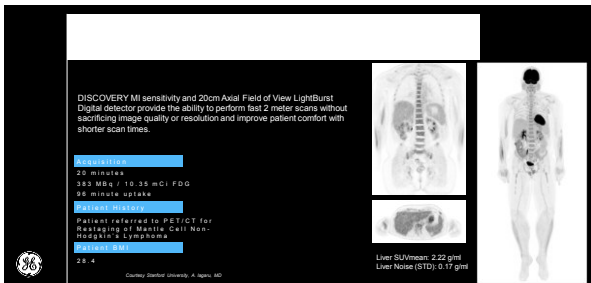 DISCOVERY MI sensitivity and 20cm Axial Field of View LightBurst
Digital detector provide the ability to perform fast 2 meter scans without
sacrificing image quality or resolution and improve patient comfort with
shorter scan times.
Acquisition
20 minutes
383 MBq / 10.35 mCi FDG
96 minute uptake
Patient History
Patient referred to PET/CT for
Restaging of Mantle Cell Non-
Hodgkin's Lymphoma
Patient BMI
28.4
Liver SUVmean: 2.22 g/ml
Liver Noise (STD): 0.17 g/ml
Courtesy Stanford University, A. Iagaru, MD
GE